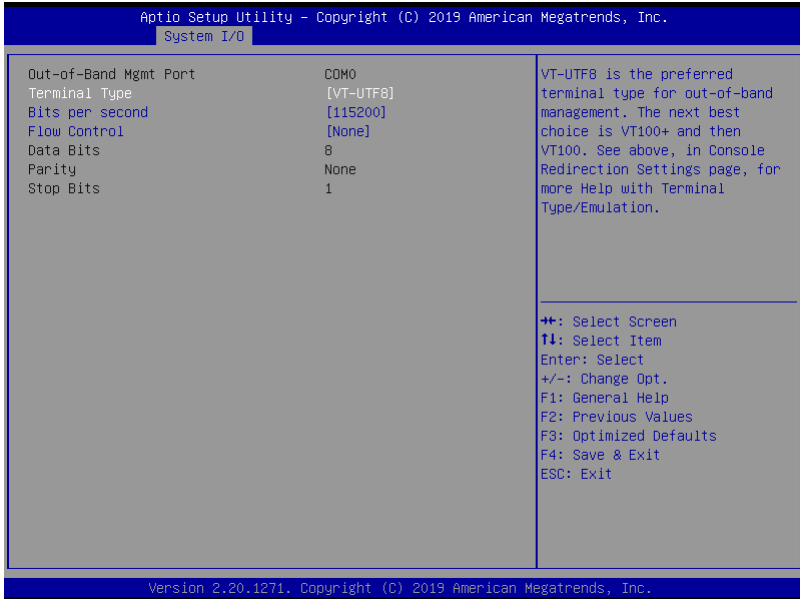 Aptio Setup Utility – Copyright (C) 2019 American Megatrends, Inc.
System I/O
Out-of-Band Mgmt Port COM0
Terminal Type [VT-UTF8]
Bits per second [115200]
Flow Control [None]
Data Bits 8
Parity None
Stop Bits 1
VT-UTF8 is the preferred
terminal type for out-of-band
management. The next best
choice is VT100+ and then
VT100. See above, in Console
Redirection Settings page, for
more Help with Terminal
Type/Emulation.
→←: Select Screen
↑↓: Select Item
Enter: Select
+/-: Change Opt.
F1: General Help
F2: Previous Values
F3: Optimized Defaults
F4: Save & Exit
ESC: Exit
Version 2.20.1271. Copyright (C) 2019 American Megatrends, Inc.